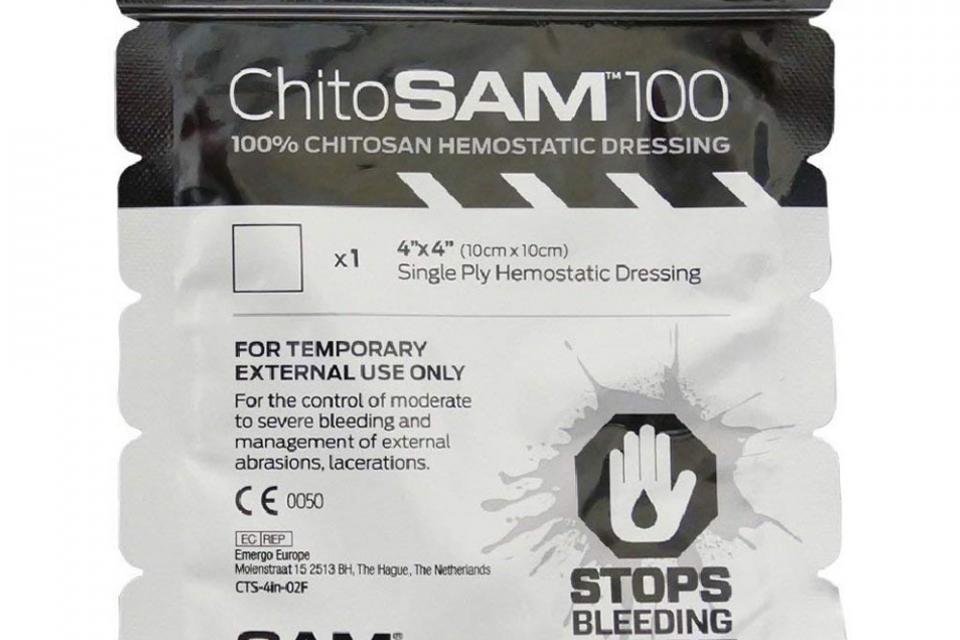 ChitoSAM™100
100% CHITOSAN HEMOSTATIC DRESSING
x1
4"x4" (10cm x 10cm)
Single Ply Hemostatic Dressing
FOR TEMPORARY
EXTERNAL USE ONLY
For the control of moderate
to severe bleeding and
management of external
abrasions, lacerations.
CE 0050
EC REP
Emergo Europe
Molenstraat 15 2513 BH, The Hague, The Netherlands
CTS-4in-02F
STOPS
BLEEDING
SAM®